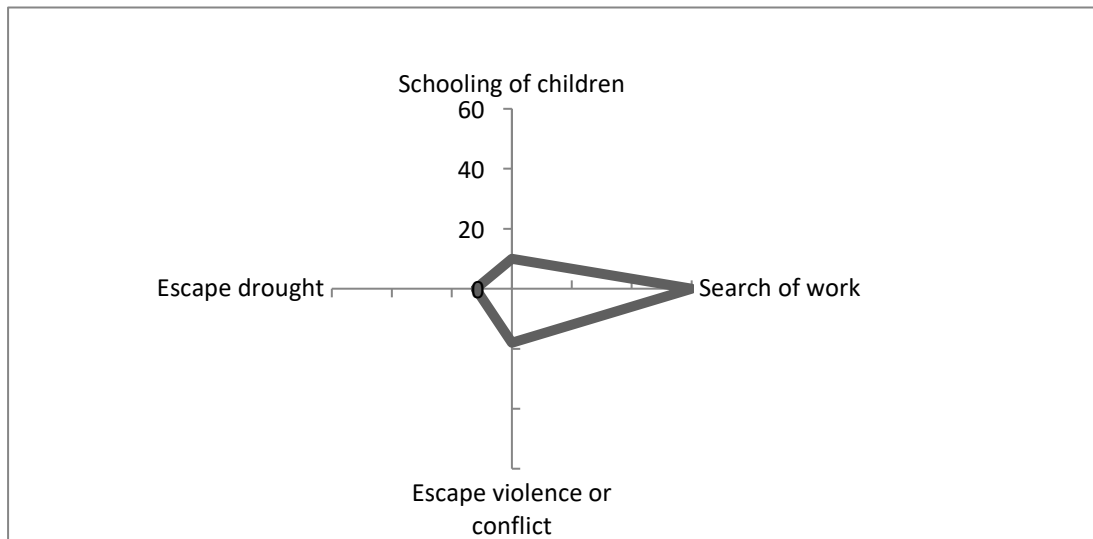 Schooling of children
60
40
20
0
Escape drought
Search of work
Escape violence or
conflict